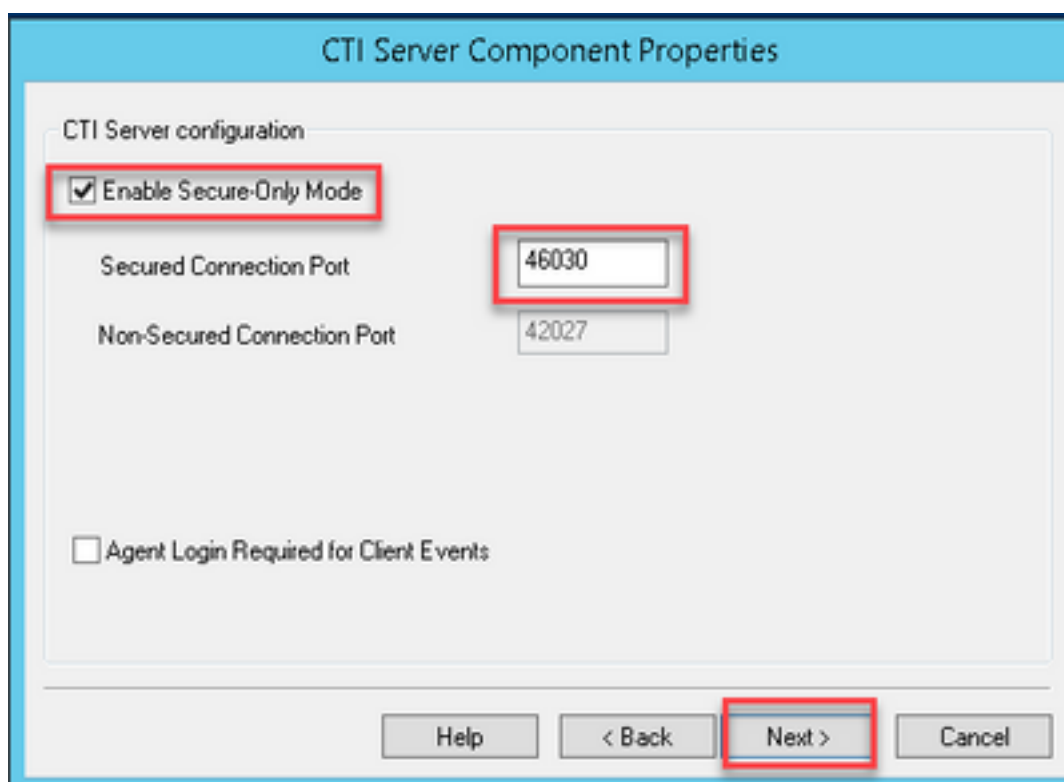 CTI Server Component Properties
CTI Server configuration
Enable Secure-Only Mode
Secured Connection Port 46030
Non-Secured Connection Port 42027
Agent Login Required for Client Events
Help < Back Next > Cancel